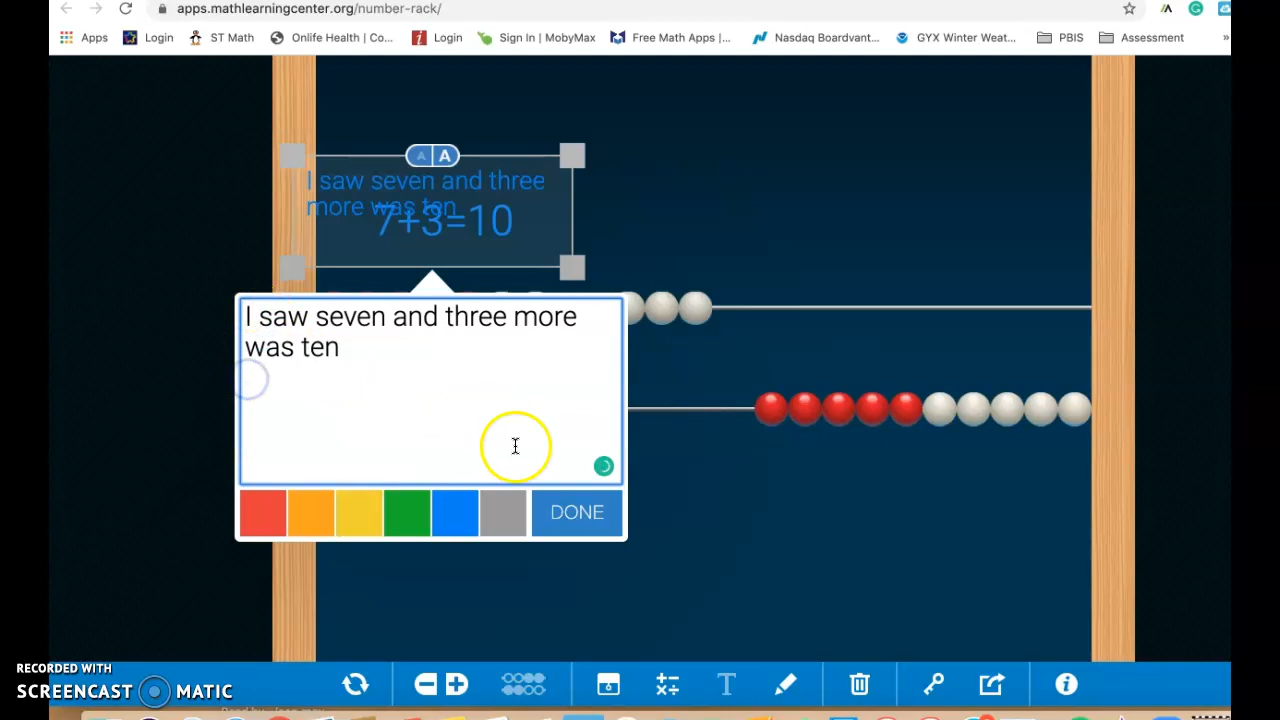 apps.mathlearningcenter.org/number-rack/
Apps Login ST Math Onlife Health | Co... Login Sign In | MobyMax Free Math Apps |... Nasdaq Boardvant... GYX Winter Weat... PBIS Assessment »
A A
I saw seven and three
more was ten
7+3=10
I saw seven and three more
was ten
DONE
RECORDED WITH
SCREENCAST MATIC
T